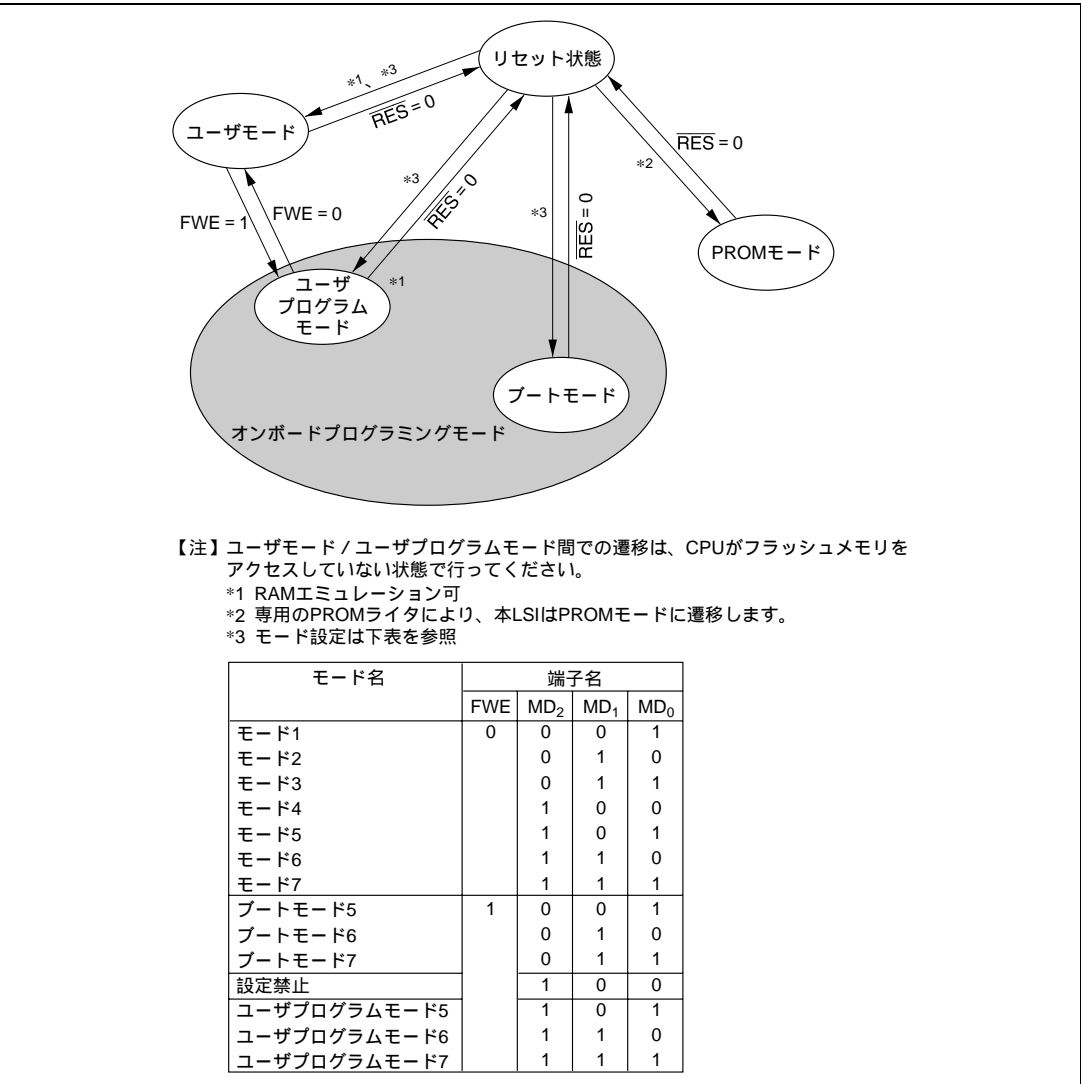 リセット状態
*1、*3
RES = 0
ユーザモード
RES = 0
*2
*3
RES = 0
*3
RES = 0
FWE = 1
FWE = 0
PROMモード
ユーザ
プログラム
モード
*1
ブートモード
オンボードプログラミングモード
【注】ユーザモード / ユーザプログラムモード間での遷移は、CPUがフラッシュメモリを
アクセスしていない状態で行ってください。
*1 RAMエミュレーション可
*2 専用のPROMライタにより、本LSIはPROMモードに遷移します。
*3 モード設定は下表を参照
モード名 端子名
FWE MD2 MD1 MD0
モード1 0 0 0 1
モード2 0 1 0
モード3 0 1 1
モード4 1 0 0
モード5 1 0 1
モード6 1 1 0
モード7 1 1 1
ブートモード5 1 0 0 1
ブートモード6 0 1 0
ブートモード7 0 1 1
設定禁止 1 0 0
ユーザプログラムモード5 1 0 1
ユーザプログラムモード6 1 1 0
ユーザプログラムモード7 1 1 1